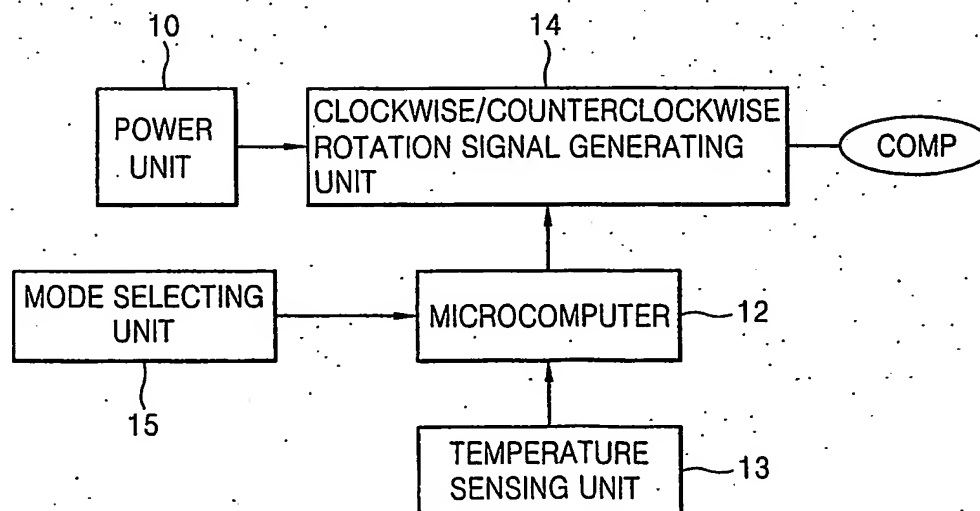 10
14
POWER
UNIT
CLOCKWISE/COUNTERCLOCKWISE
ROTATION SIGNAL GENERATING
UNIT
COMP
MODE SELECTING
UNIT
MICROCOMPUTER
12
15
TEMPERATURE
SENSING UNIT
13